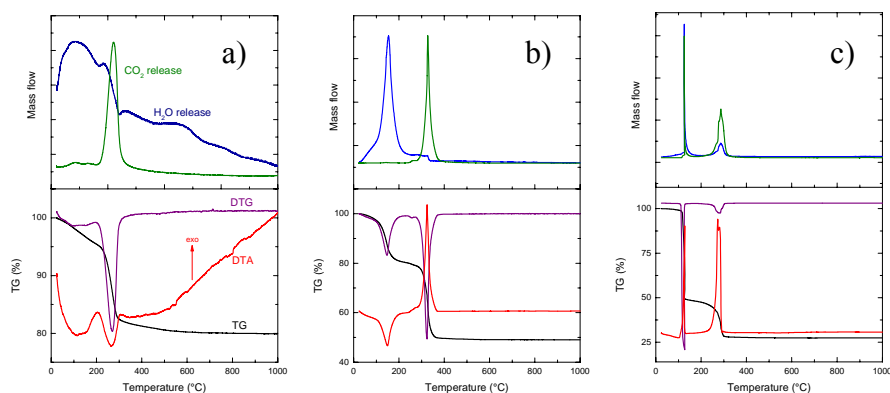 a)
b)
c)
CO₂ release
H₂O release
Mass flow
Mass flow
Mass flow
DTG
exo
DTA
TG
100
90
80
TG (%)
0 200 400 600 800 1000
Temperature (°C)
100
80
60
40
TG (%)
0 200 400 600 800 1000
Temperature (°C)
100
75
50
25
TG (%)
0 200 400 600 800 1000
Temperature (°C)